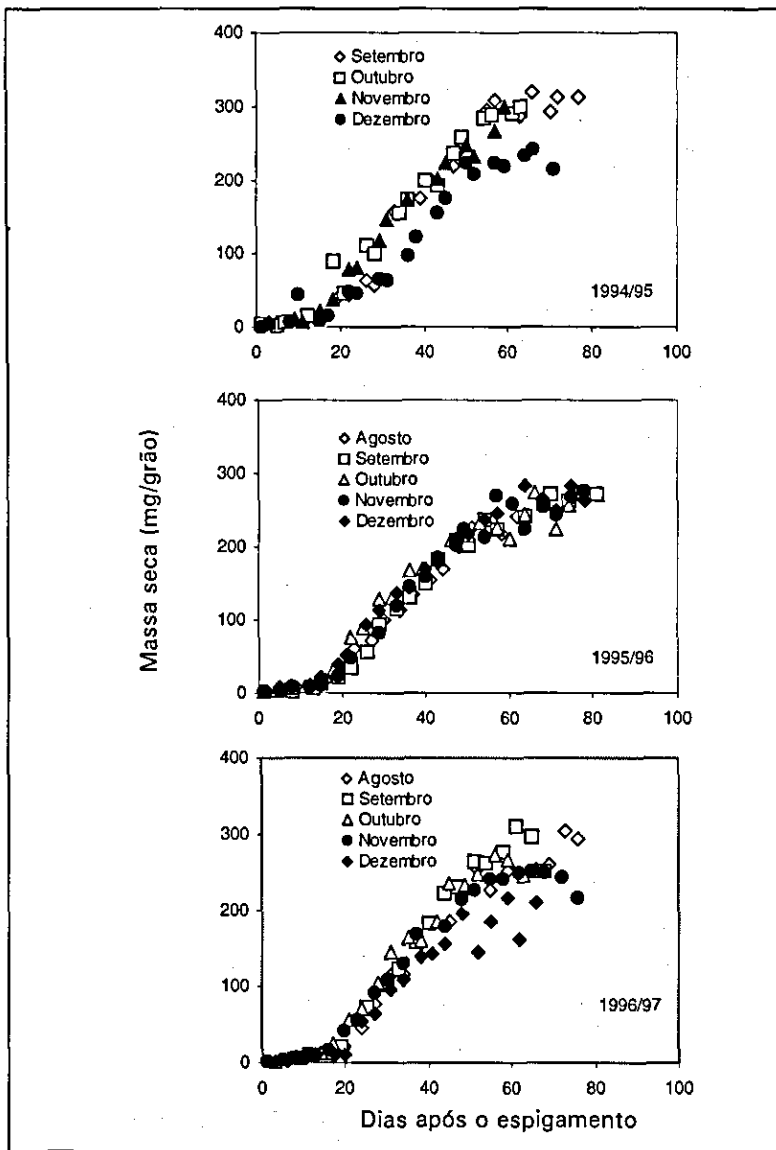 400
Setembro
Outubro
300
Novembro
Dezembro
200
100
1994/95
0
0 20 40 60 80 100
Massa seca (mg/grão)
400
Agosto
Setembro
300
Outubro
Novembro
Dezembro
200
100
1995/96
0
0 20 40 60 80 100
400
Agosto
Setembro
Outubro
300
Novembro
Dezembro
200
100
1996/97
0
0 20 40 60 80 100
Dias após o espigamento